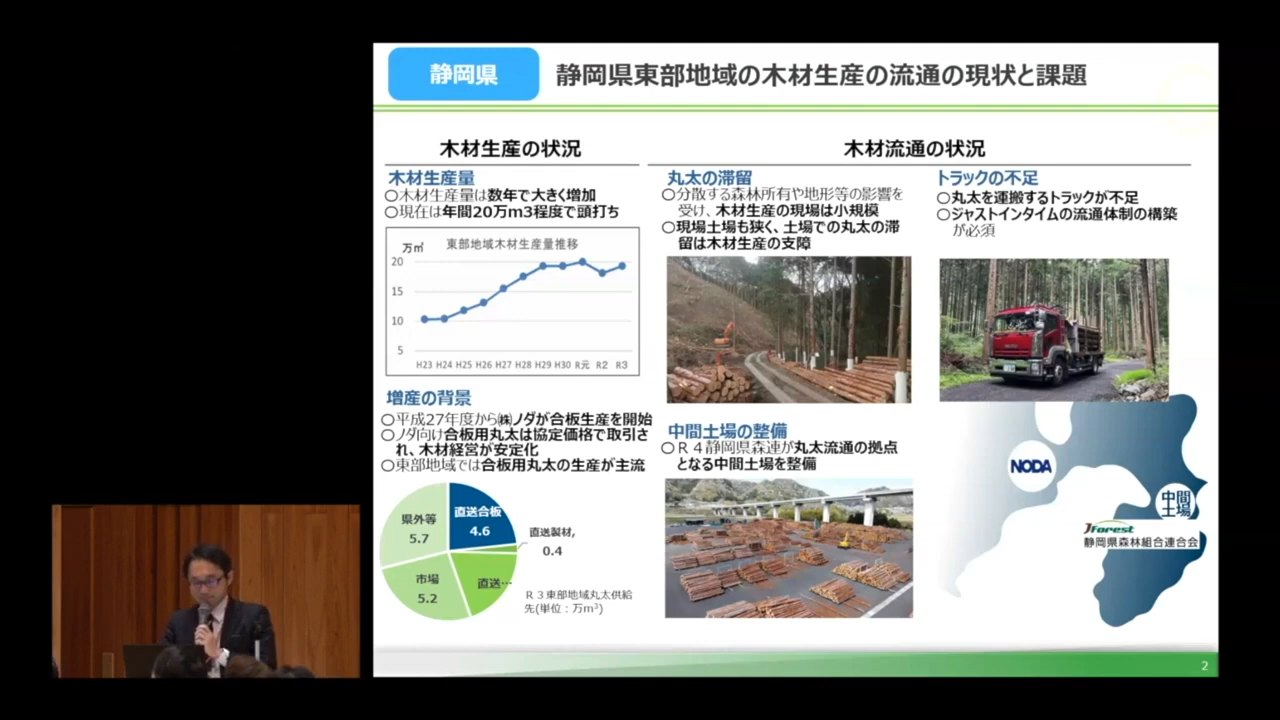 静岡県
静岡県東部地域の木材生産の流通の現状と課題
木材生産の状況
木材生産量
〇木材生産量は数年で大きく増加
〇現在は年間20万m3程度で頭打ち
万㎥
東部地域木材生産量推移
20
15
10
5
H23 H24 H25 H26 H27 H28 H29 H30 R元 R2 R3
増産の背景
〇平成27年度から㈱ノダが合板生産を開始
〇ノダ向け合板用丸太は協定価格で取引さ
れ、木材経営が安定化
〇東部地域では合板用丸太の生産が主流
県外等
5.7
直送合板
4.6
直送製材,
0.4
直送…
市場
5.2
R３東部地域丸太供給
先(単位：万m³)
木材流通の状況
丸太の滞留
〇分散する森林所有や地形等の影響を
受け、木材生産の現場は小規模
〇現場土場も狭く、土場での丸太の滞
留は木材生産の支障
中間土場の整備
〇R４静岡県森連が丸太流通の拠点
となる中間土場を整備
トラックの不足
〇丸太を運搬するトラックが不足
〇ジャストインタイムの流通体制の構築
が必須
NODA
中間
土場
JForest
静岡県森林組合連合会
2